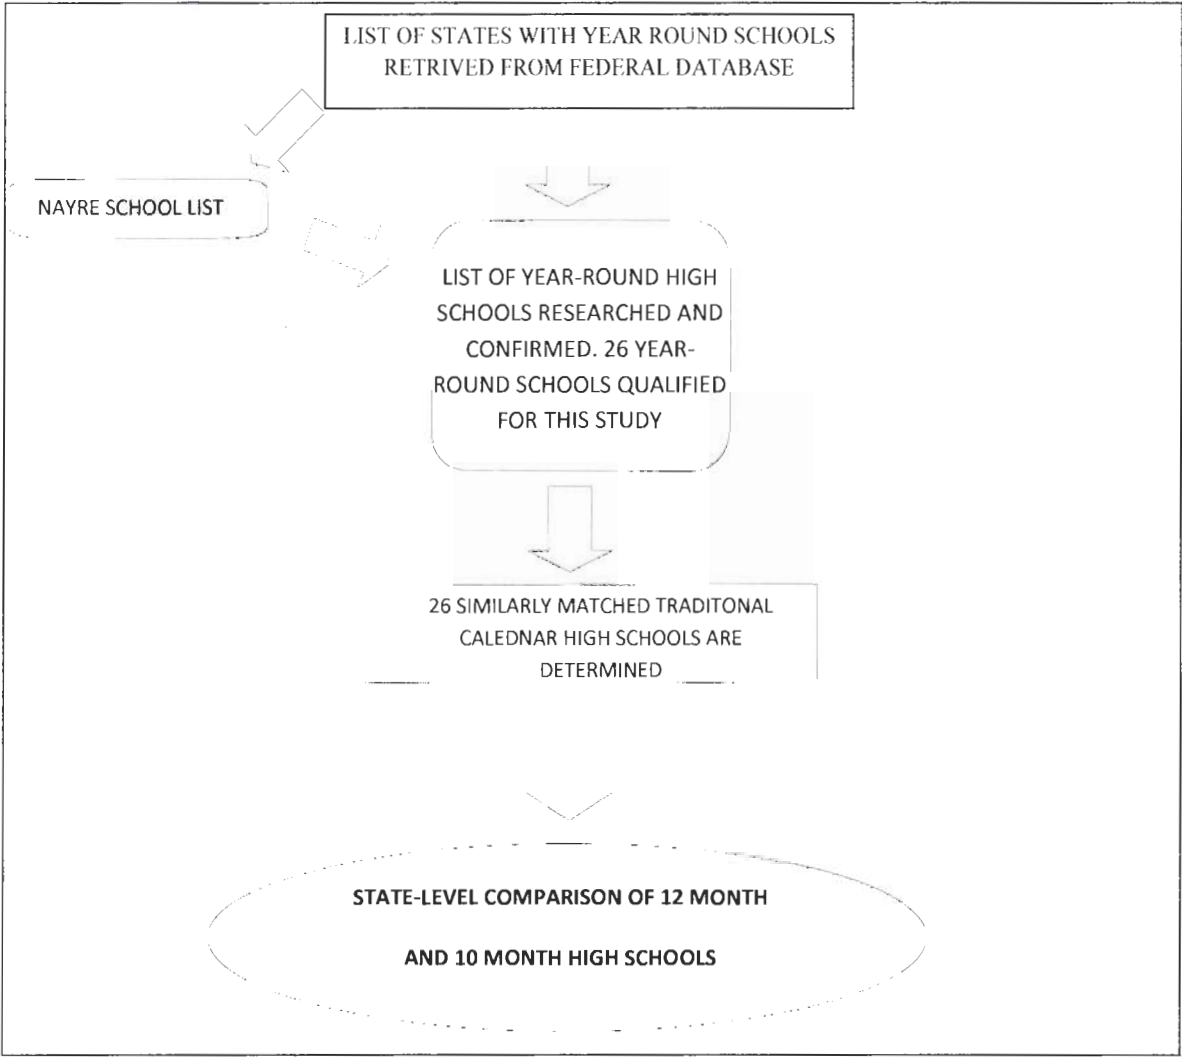 LIST OF STATES WITH YEAR ROUND SCHOOLS
RETRIVED FROM FEDERAL DATABASE
NAYRE SCHOOL LIST
LIST OF YEAR-ROUND HIGH
SCHOOLS RESEARCHED AND
CONFIRMED. 26 YEAR-
ROUND SCHOOLS QUALIFIED
FOR THIS STUDY
26 SIMILARLY MATCHED TRADITONAL
CALEDNAR HIGH SCHOOLS ARE
DETERMINED
STATE-LEVEL COMPARISON OF 12 MONTH
AND 10 MONTH HIGH SCHOOLS